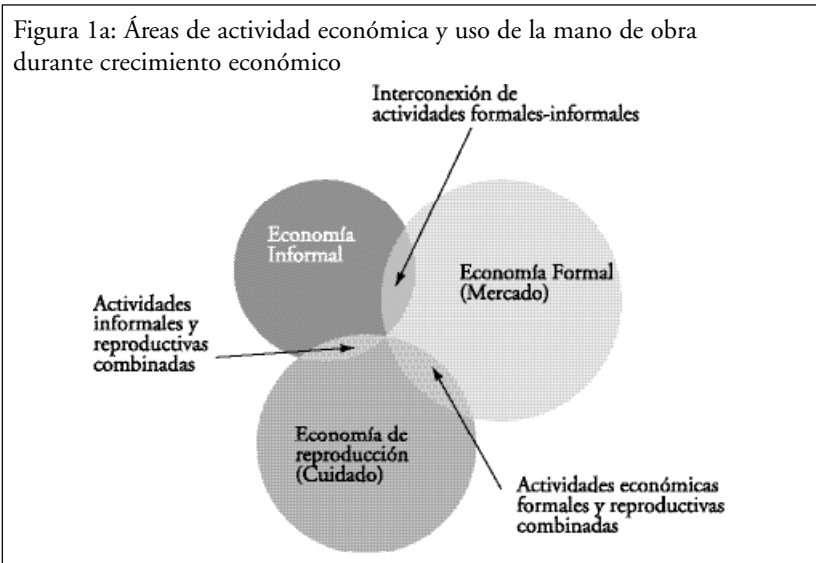 Figura 1a: Áreas de actividad económica y uso de la mano de obra
durante crecimiento económico
Interconexión de
actividades formales-informales
Economía
Informal
Economía Formal
(Mercado)
Actividades
informales y
reproductivas
combinadas
Economía de
reproducción
(Cuidado)
Actividades económicas
formales y reproductivas
combinadas